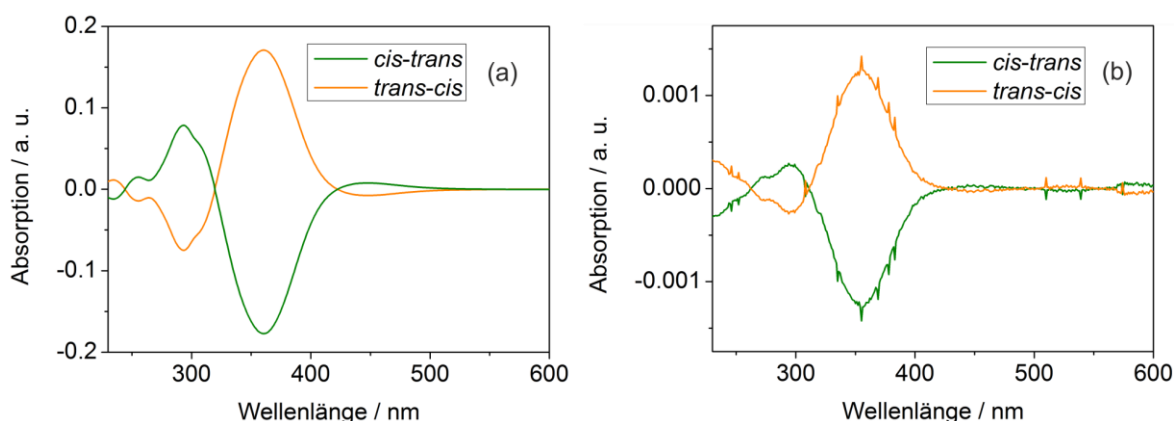 0.2
0.1
0.0
-0.1
-0.2
Absorption / a. u.
cis-trans
trans-cis
(a)
300 400 500 600
Wellenlänge / nm
0.001
0.000
-0.001
Absorption / a. u.
cis-trans
trans-cis
(b)
300 400 500 600
Wellenlänge / nm